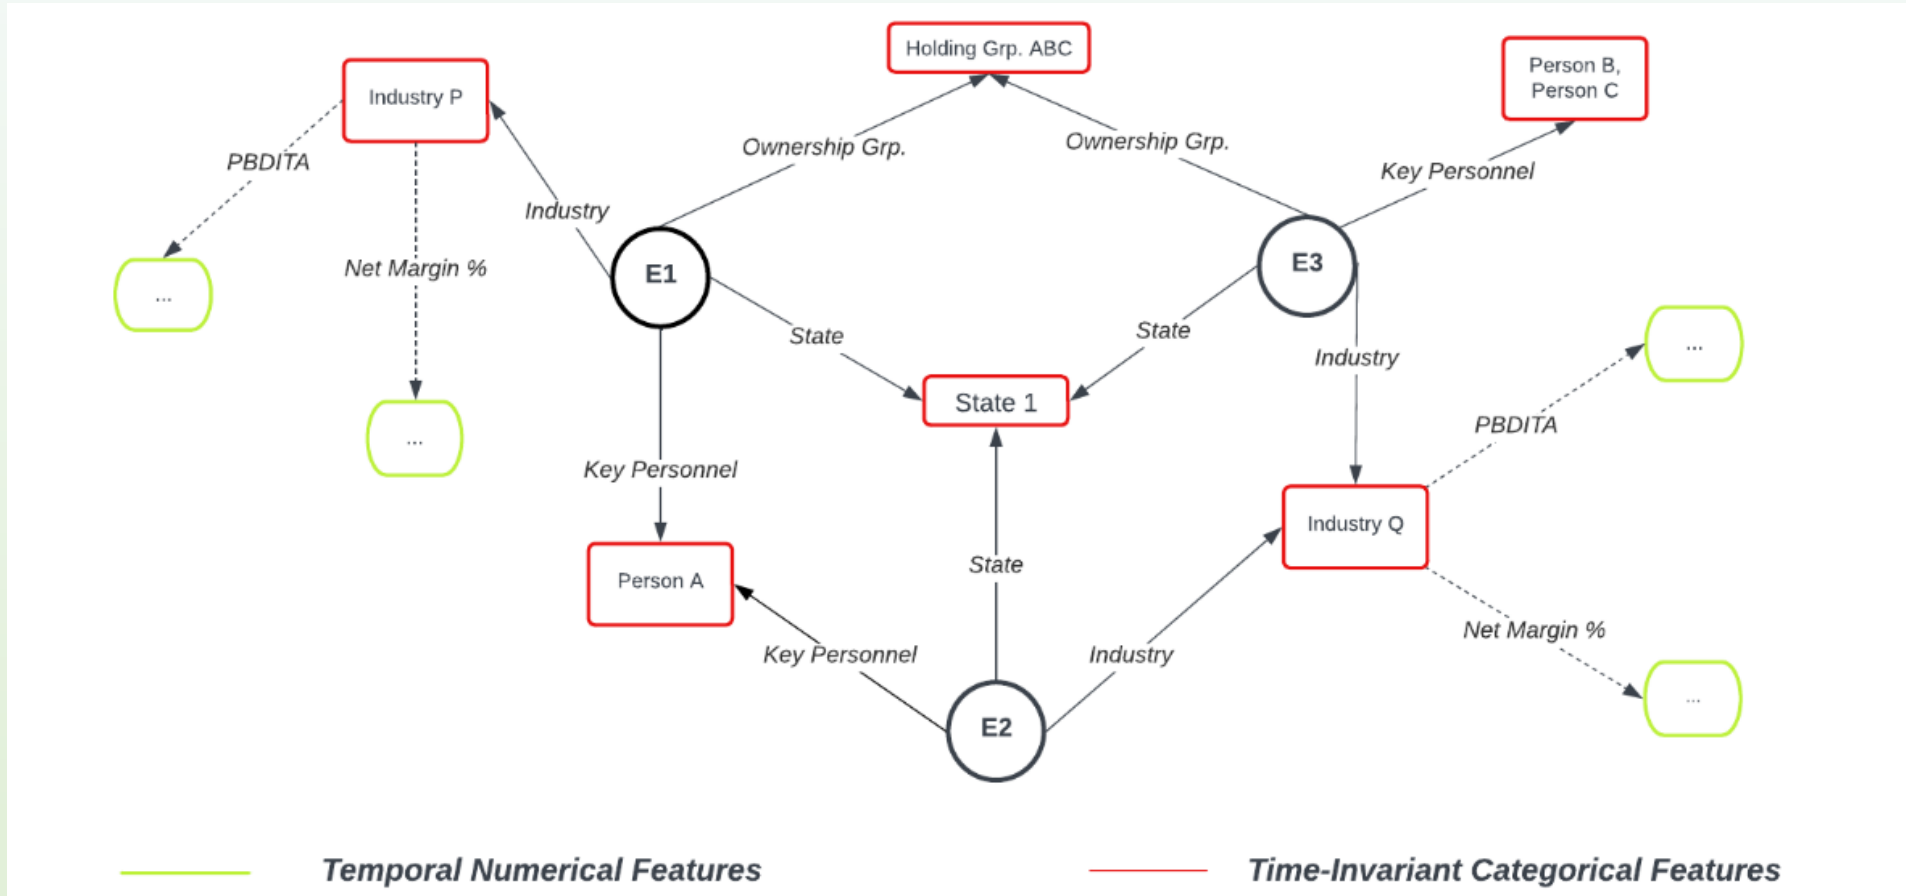 Holding Grp. ABC
Person B,
Person C
Industry P
Ownership Grp.
Ownership Grp.
PBDITA
Key Personnel
Industry
E1
E3
Net Margin %
...
State
State
Industry
...
State 1
...
PBDITA
Key Personnel
Industry Q
State
Person A
Net Margin %
Key Personnel
Industry
...
E2
Temporal Numerical Features
Time-Invariant Categorical Features